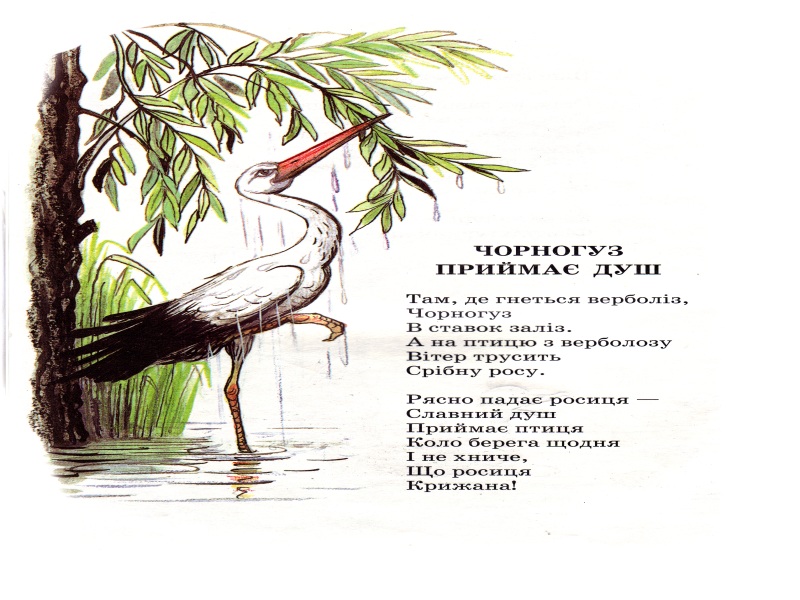 ЧОРНОГУЗ
ПРИЙМАЄ ДУШ
Там, де гнеться верболіз,
Чорногуз
В ставок заліз.
А на птицю з верболозу
Вітер трусить
Срібну росу.
Рясно падає росиця —
Славний душ
Приймає птиця
Коло берега щодня
І не хниче,
Що росиця
Крижана!